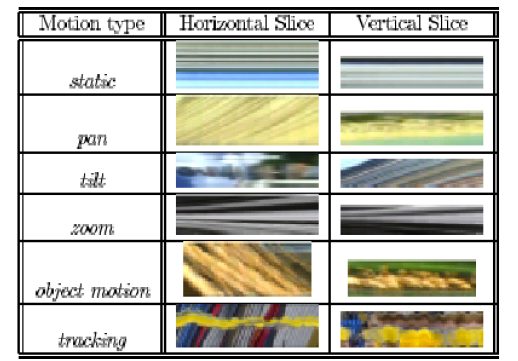 Motion type Horizontal Slice Vertical Slice
static
pan
tilt
zoom
object motion
tracking